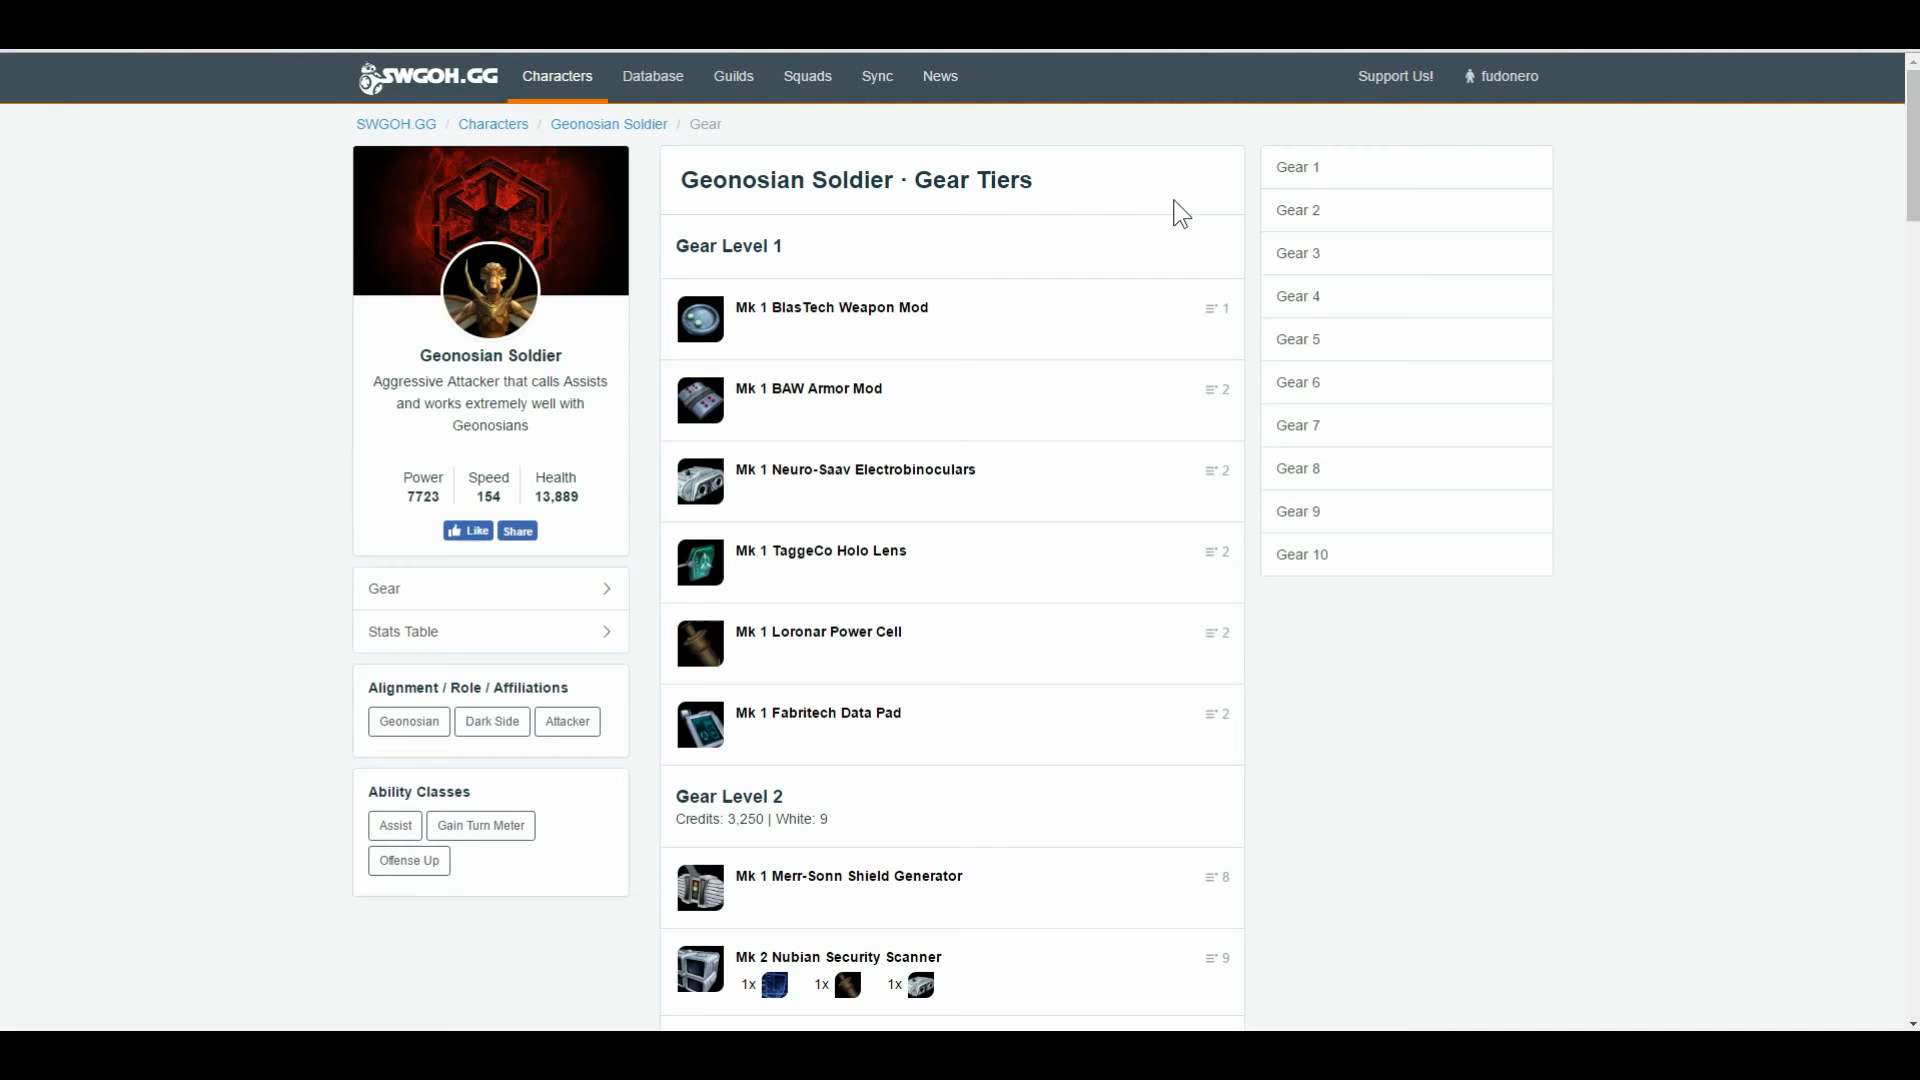 SWGOH.GG Characters Database Guilds Squads Sync News Support Us! fudonero
SWGOH.GG / Characters / Geonosian Soldier / Gear
Geonosian Soldier
Aggressive Attacker that calls Assists
and works extremely well with
Geonosians
Power Speed Health
7723 154 13,889
Like Share
Gear
Stats Table
Alignment / Role / Affiliations
Geonosian Dark Side Attacker
Ability Classes
Assist Gain Turn Meter
Offense Up
Geonosian Soldier · Gear Tiers
Gear Level 1
Mk 1 BlasTech Weapon Mod 1
Mk 1 BAW Armor Mod 2
Mk 1 Neuro-Saav Electrobinoculars 2
Mk 1 TaggeCo Holo Lens 2
Mk 1 Loronar Power Cell 2
Mk 1 Fabritech Data Pad 2
Gear Level 2
Credits: 3,250 | White: 9
Mk 1 Merr-Sonn Shield Generator 8
Mk 2 Nubian Security Scanner 9
1x 1x 1x
Gear 1
Gear 2
Gear 3
Gear 4
Gear 5
Gear 6
Gear 7
Gear 8
Gear 9
Gear 10